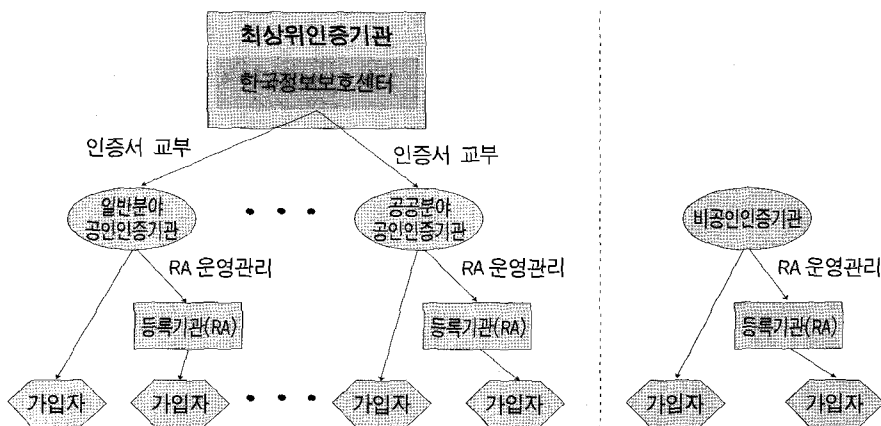 최상위인증기관
한국정보보호센터
인증서 교부
인증서 교부
일반분야
공인인증기관
• • •
공공분야
공인인증기관
비공인인증기관
RA 운영관리
RA 운영관리
RA 운영관리
등록기관(RA)
등록기관(RA)
등록기관(RA)
가입자
가입자
• • •
가입자
가입자
가입자
가입자